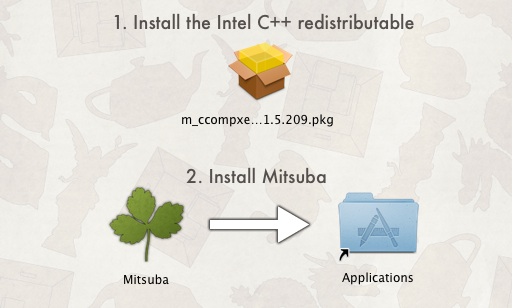 1. Install the Intel C++ redistributable
m_ccompxe...1.5.209.pkg
2. Install Mitsuba
Mitsuba
Applications